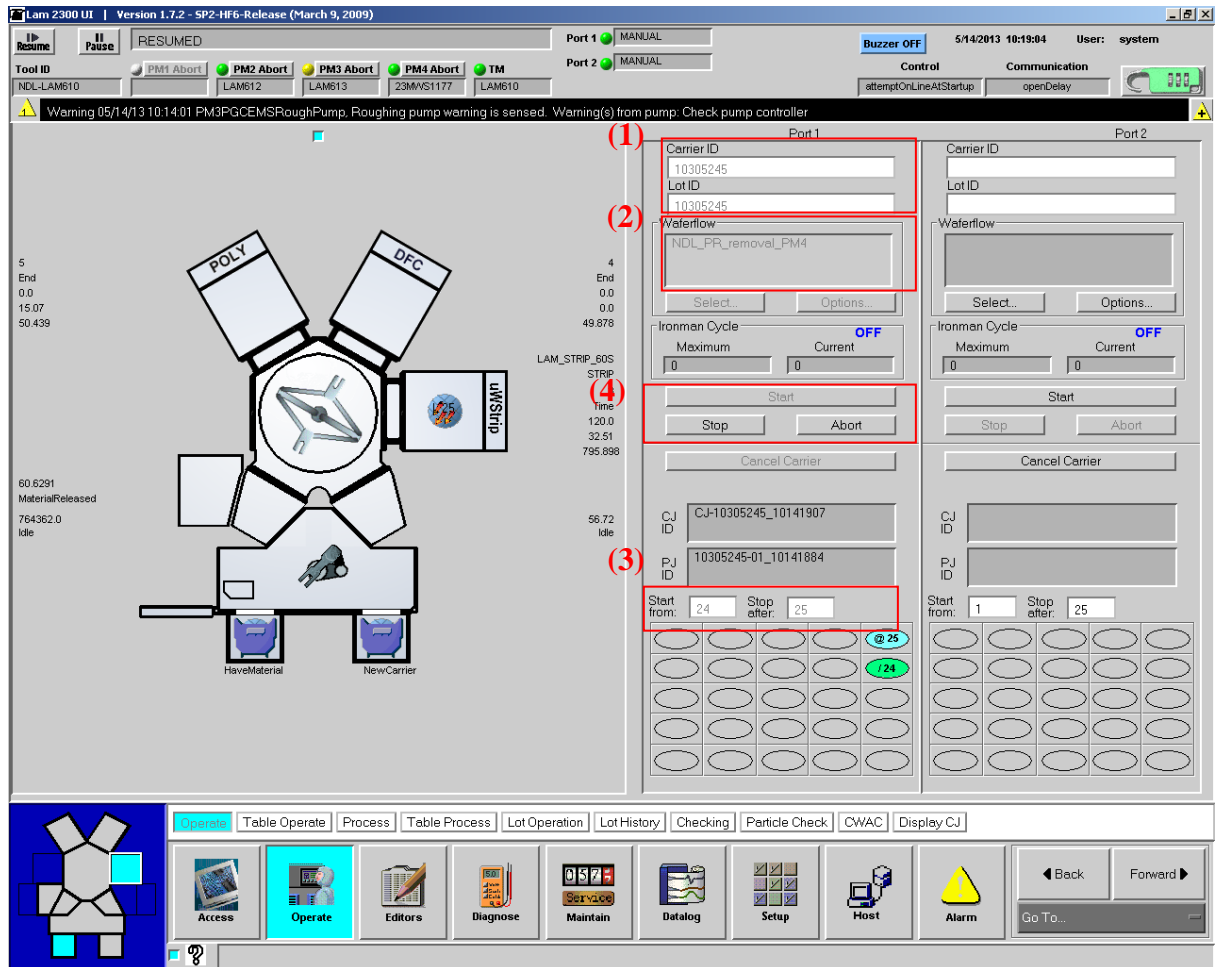 Lam 2300 UI | Version 1.7.2 - SP2-HF6-Release (March 9, 2009)
Resume
Pause
RESUMED
Port 1 MANUAL
Port 2 MANUAL
Buzzer OFF
5/14/2013 10:19:04 User: system
Tool ID
PM1 Abort PM2 Abort PM3 Abort PM4 Abort TM
Control Communication
NDL-LAM610 LAM612 LAM613 23MWS1177 LAM610
attemptOnLineAtStartup openDelay
Warning 05/14/13 10:14:01 PM3PGCEMSRoughPump, Roughing pump warning is sensed. Warning(s) from pump: Check pump controller
POLY
DFC
uWStrip
5
End
0.0
15.07
50.439
4
End
0.0
0.0
49.878
LAM_STRIP_60S
STRIP
Time
120.0
32.51
795.898
60.6291
MaterialReleased
764362.0
Idle
56.72
Idle
HaveMaterial
NewCarrier
Port 1
(1)
Carrier ID
10305245
Lot ID
10305245
(2)
Waferflow
NDL_PR_removal_PM4
Select... Options...
Ironman Cycle OFF
Maximum Current
0 0
(4)
Start
Stop Abort
Cancel Carrier
CJ ID
CJ-10305245_10141907
(3)
PJ ID
10305245-01_10141884
Start from: 24 Stop after: 25
@ 25
/ 24
Port 2
Carrier ID
Lot ID
Waferflow
Select... Options...
Ironman Cycle OFF
Maximum Current
0 0
Start
Stop Abort
Cancel Carrier
CJ ID
PJ ID
Start from: 1 Stop after: 25
Operate Table Operate Process Table Process Lot Operation Lot History Checking Particle Check CWAC Display CJ
Access
Operate
Editors
Diagnose
Service
Maintain
Datalog
Setup
Host
Alarm
Back Forward
Go To...